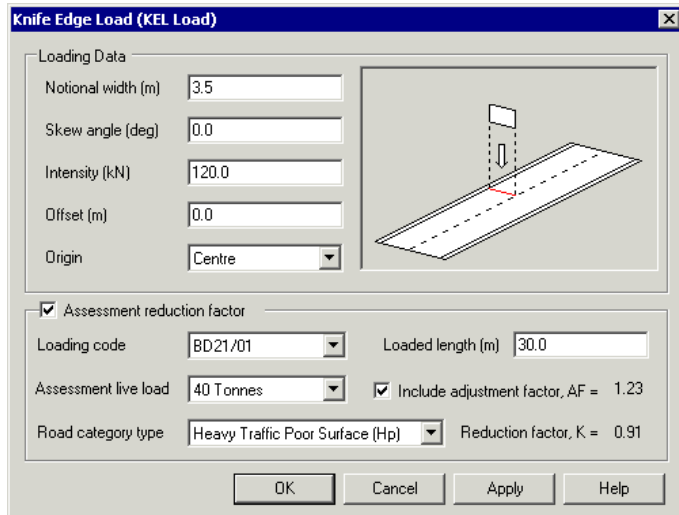 Knife Edge Load (KEL Load)
Loading Data
Notional width (m) 3.5
Skew angle (deg) 0.0
Intensity (kN) 120.0
Offset (m) 0.0
Origin Centre
Assessment reduction factor
Loading code BD21/01 Loaded length (m) 30.0
Assessment live load 40 Tonnes Include adjustment factor, AF = 1.23
Road category type Heavy Traffic Poor Surface (Hp) Reduction factor, K = 0.91
OK Cancel Apply Help